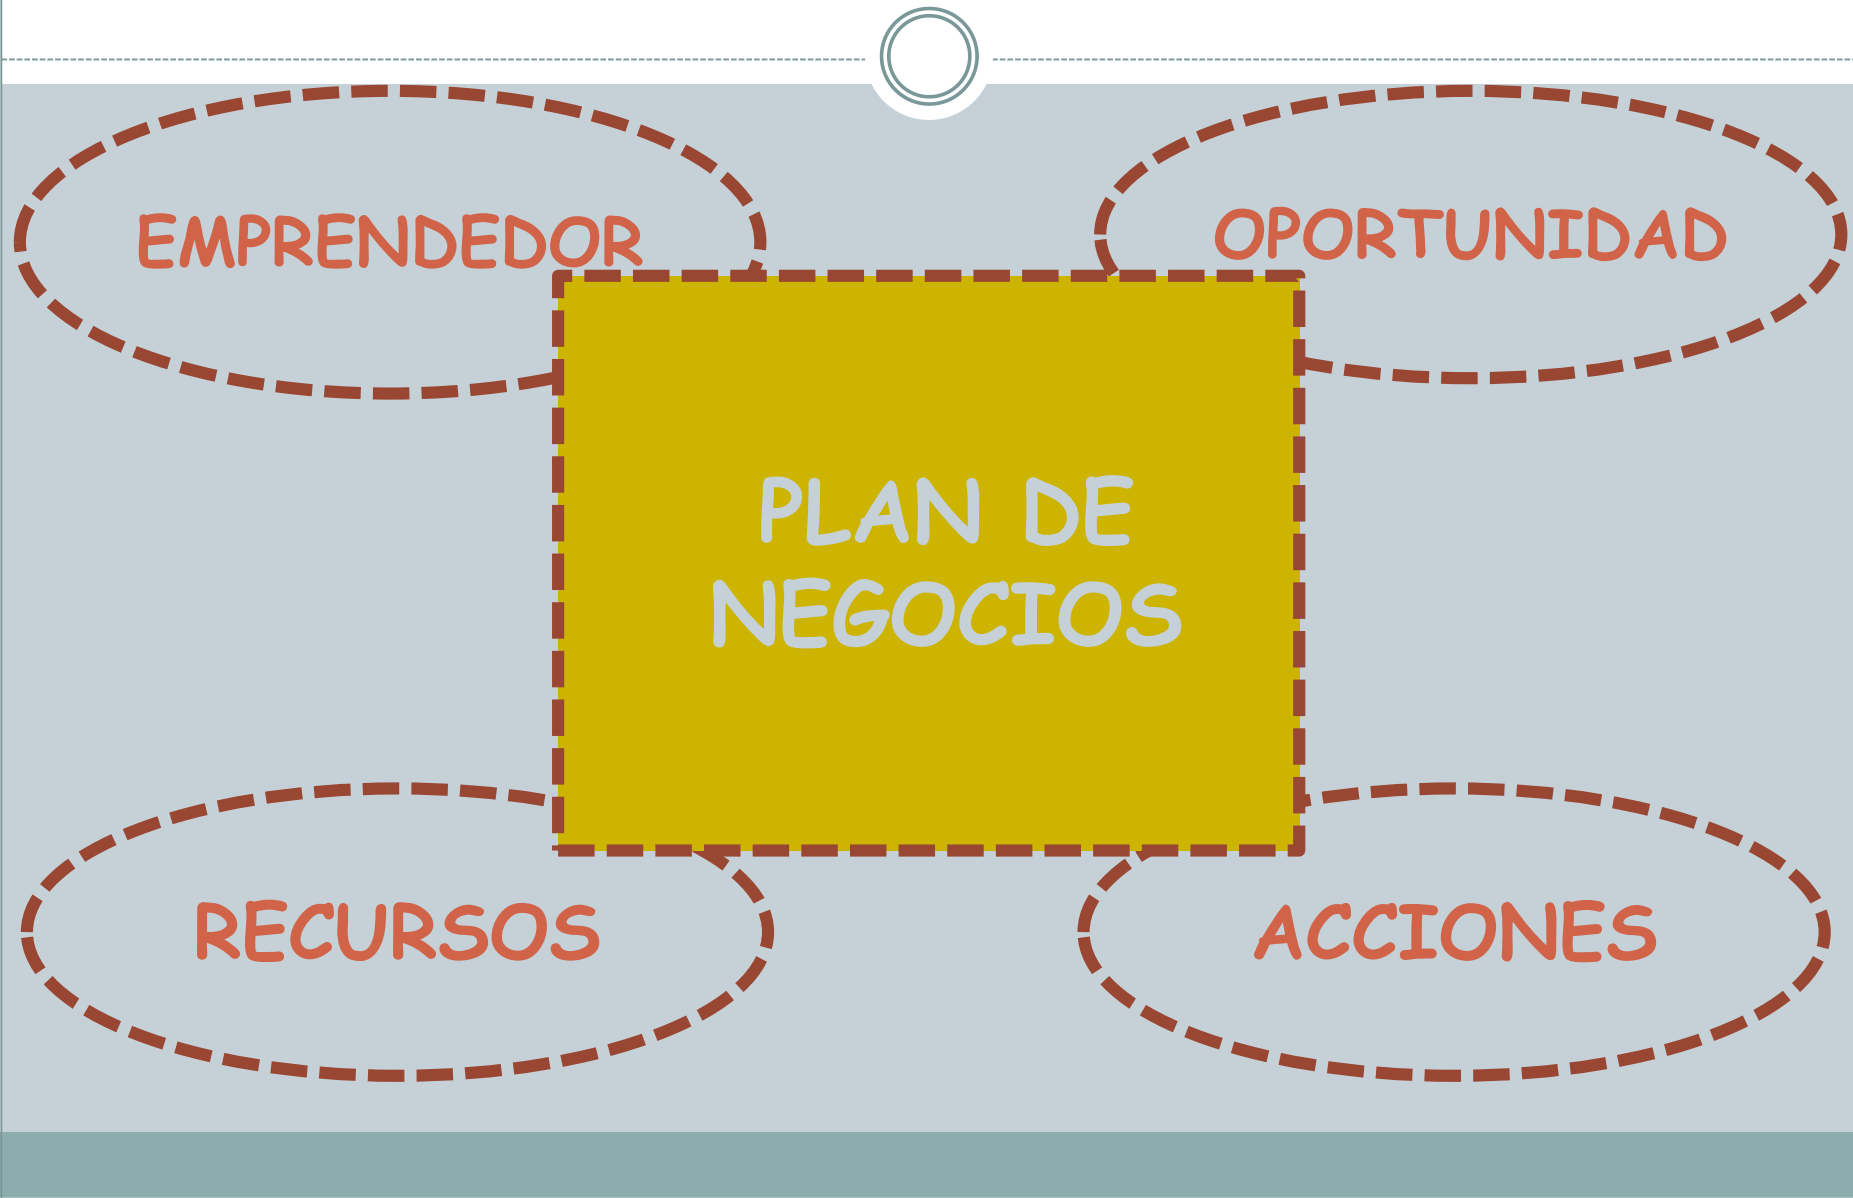 EMPRENDEDOR
OPORTUNIDAD
PLAN DE
NEGOCIOS
RECURSOS
ACCIONES